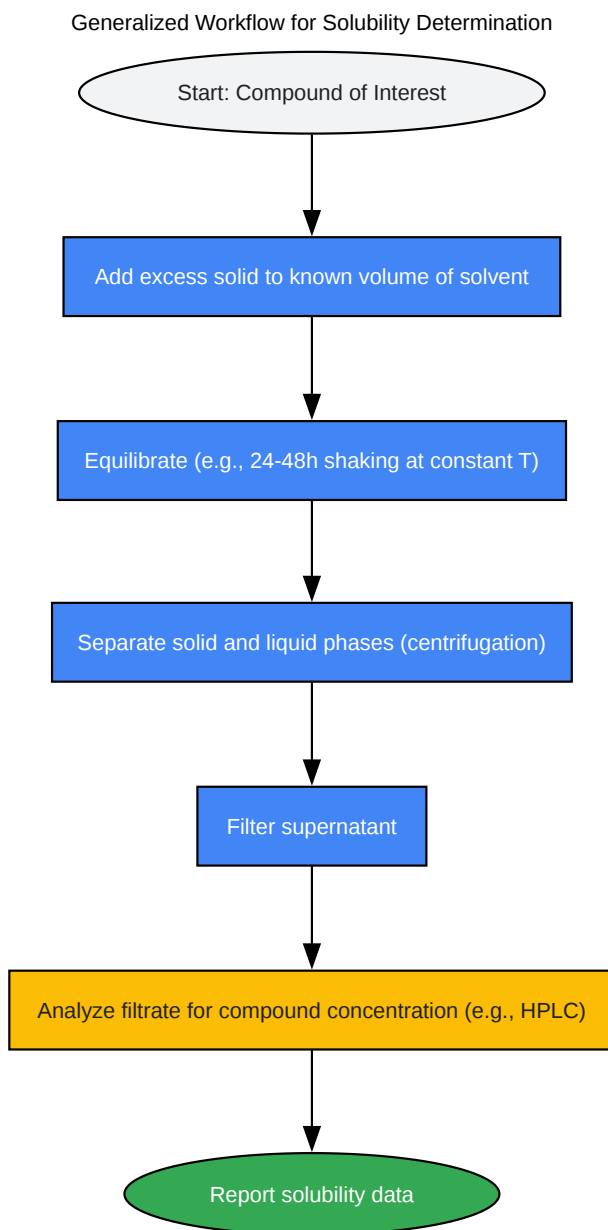 Generalized Workflow for Solubility Determination
Start: Compound of Interest
Add excess solid to known volume of solvent
Equilibrate (e.g., 24-48h shaking at constant T)
Separate solid and liquid phases (centrifugation)
Filter supernatant
Analyze filtrate for compound concentration (e.g., HPLC)
Report solubility data